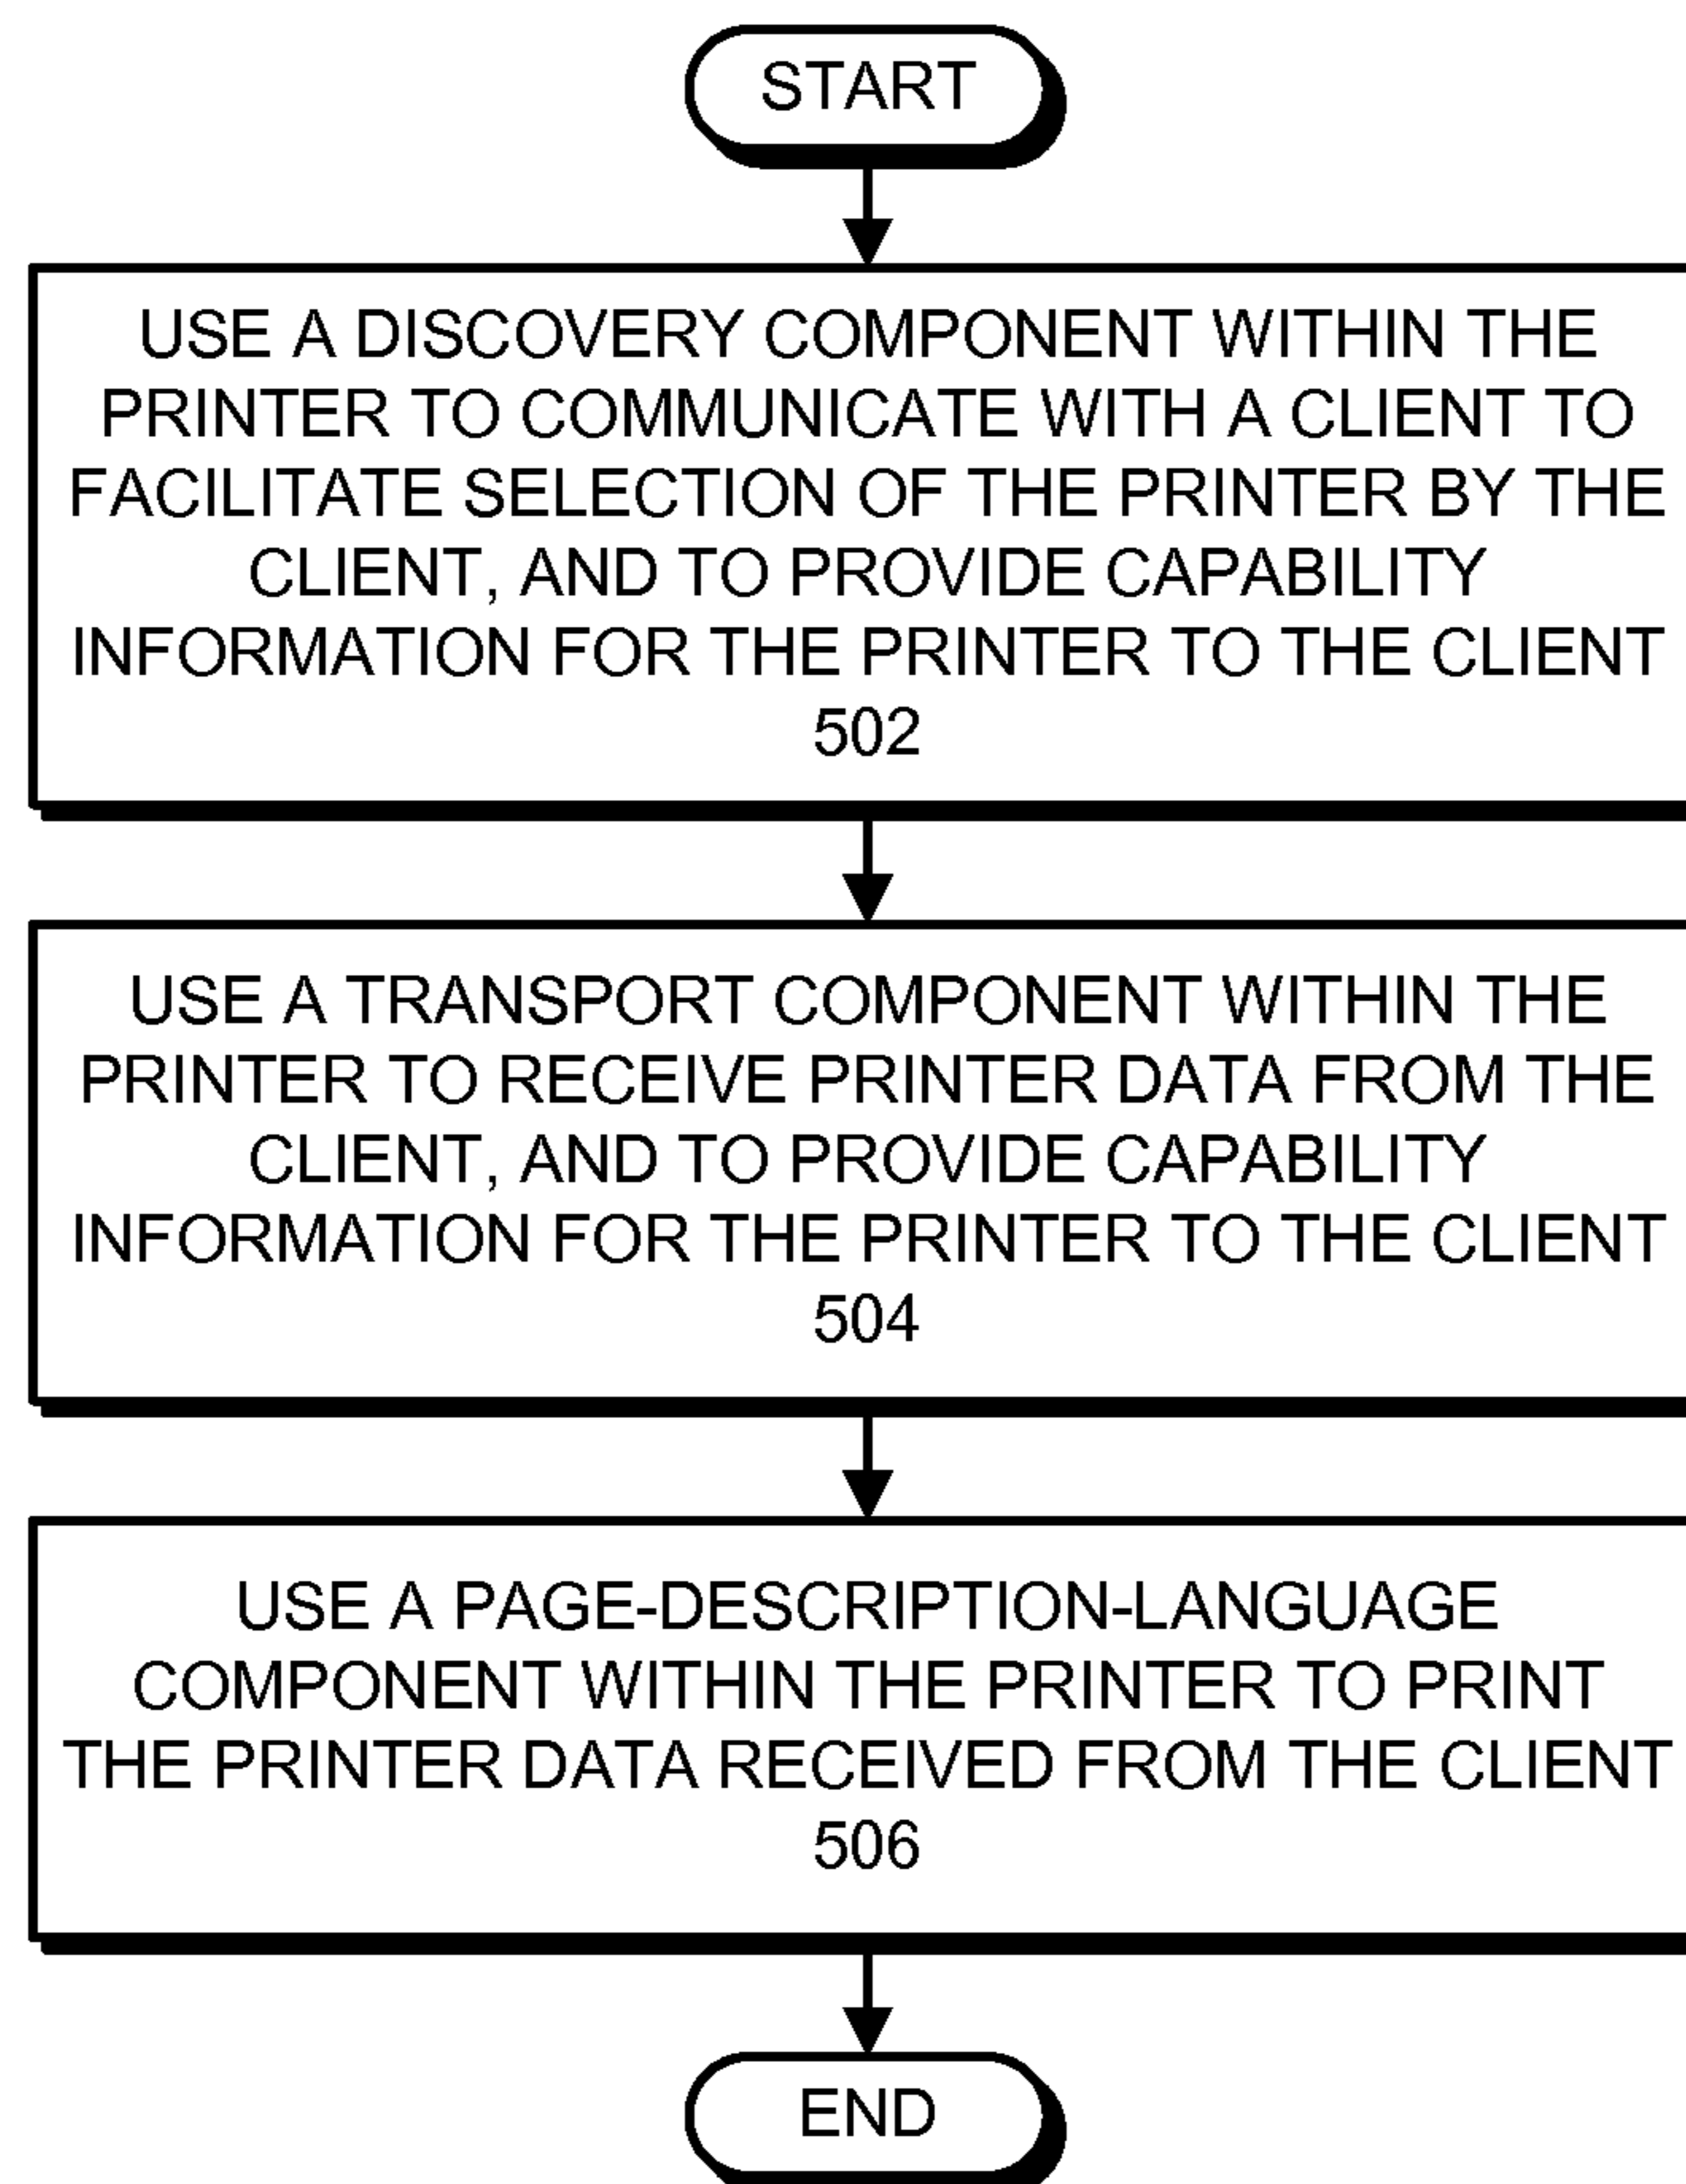 START
USE A DISCOVERY COMPONENT WITHIN THE
PRINTER TO COMMUNICATE WITH A CLIENT TO
FACILITATE SELECTION OF THE PRINTER BY THE
CLIENT, AND TO PROVIDE CAPABILITY
INFORMATION FOR THE PRINTER TO THE CLIENT
502
USE A TRANSPORT COMPONENT WITHIN THE
PRINTER TO RECEIVE PRINTER DATA FROM THE
CLIENT, AND TO PROVIDE CAPABILITY
INFORMATION FOR THE PRINTER TO THE CLIENT
504
USE A PAGE-DESCRIPTION-LANGUAGE
COMPONENT WITHIN THE PRINTER TO PRINT
THE PRINTER DATA RECEIVED FROM THE CLIENT
506
END